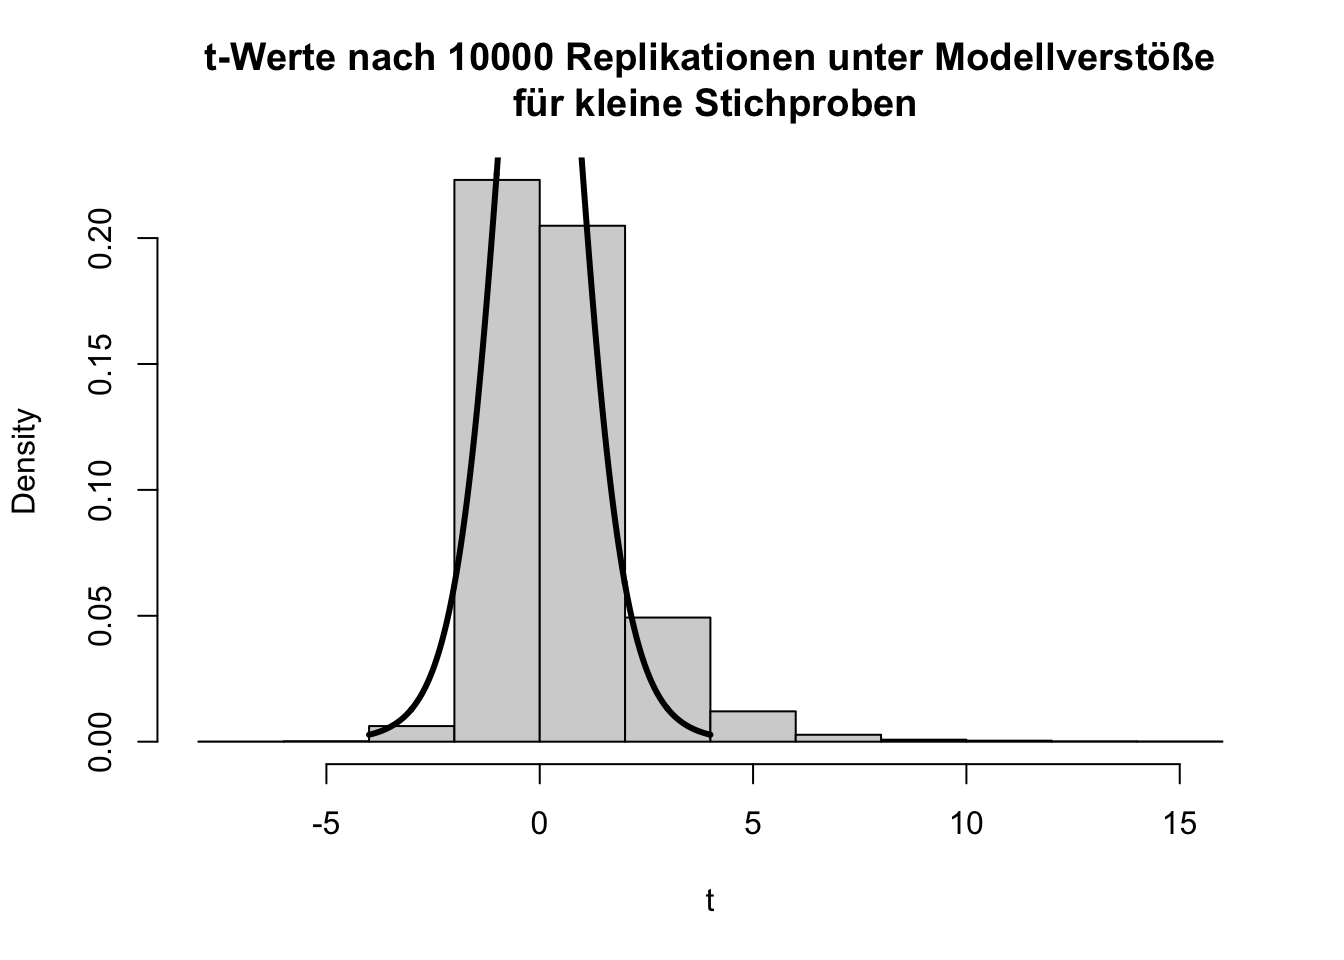 t-Werte nach 10000 Replikationen unter Modellverstöße
für kleine Stichproben
Density
0.20
0.15
0.10
0.05
0.00
-5
0
5
10
15
t